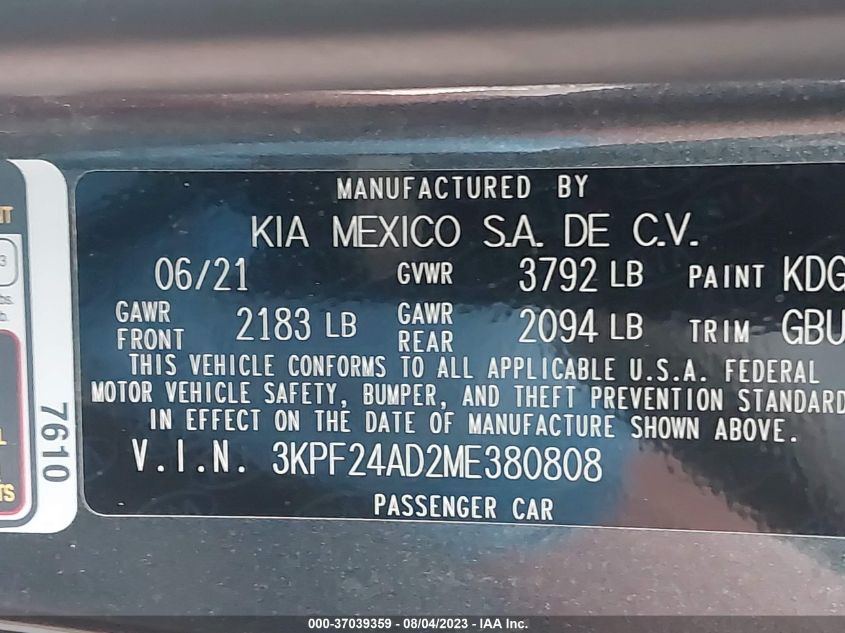 MANUFACTURED BY
KIA MEXICO S.A. DE C.V.
06/21 GVWR 3792 LB PAINT KDG
GAWR FRONT 2183 LB GAWR REAR 2094 LB TRIM GBU
THIS VEHICLE CONFORMS TO ALL APPLICABLE U.S.A. FEDERAL
MOTOR VEHICLE SAFETY, BUMPER, AND THEFT PREVENTION STANDARD
IN EFFECT ON THE DATE OF MANUFACTURE SHOWN ABOVE.
V.I.N. 3KPF24AD2ME380808
PASSENGER CAR
7610
000-37039359 - 08/04/2023 - IAA Inc.